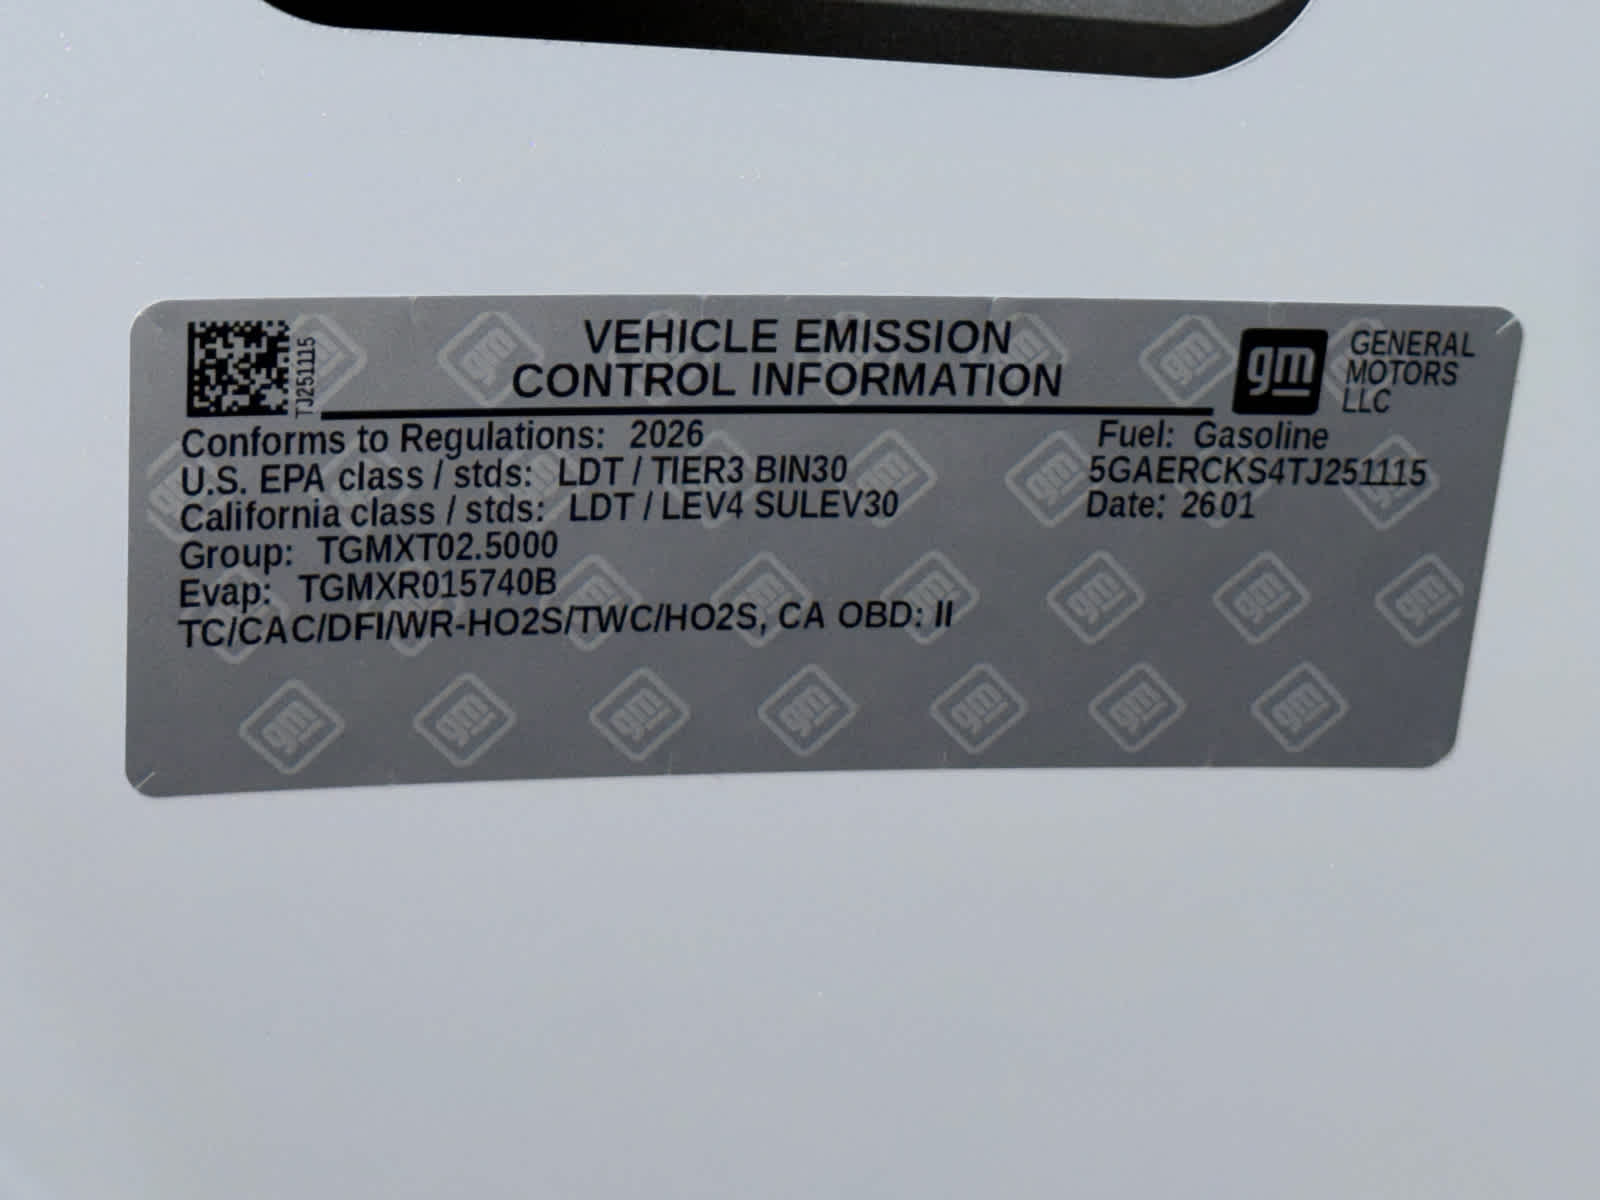 TJ251115
VEHICLE EMISSION
CONTROL INFORMATION
gm
GENERAL
MOTORS
LLC
Conforms to Regulations: 2026
U.S. EPA class / stds: LDT / TIER3 BIN30
California class / stds: LDT / LEV4 SULEV30
Group: TGMXT02.5000
Evap: TGMXR015740B
TC/CAC/DFI/WR-HO2S/TWC/HO2S, CA OBD: II
Fuel: Gasoline
5GAERCKS4TJ251115
Date: 2601